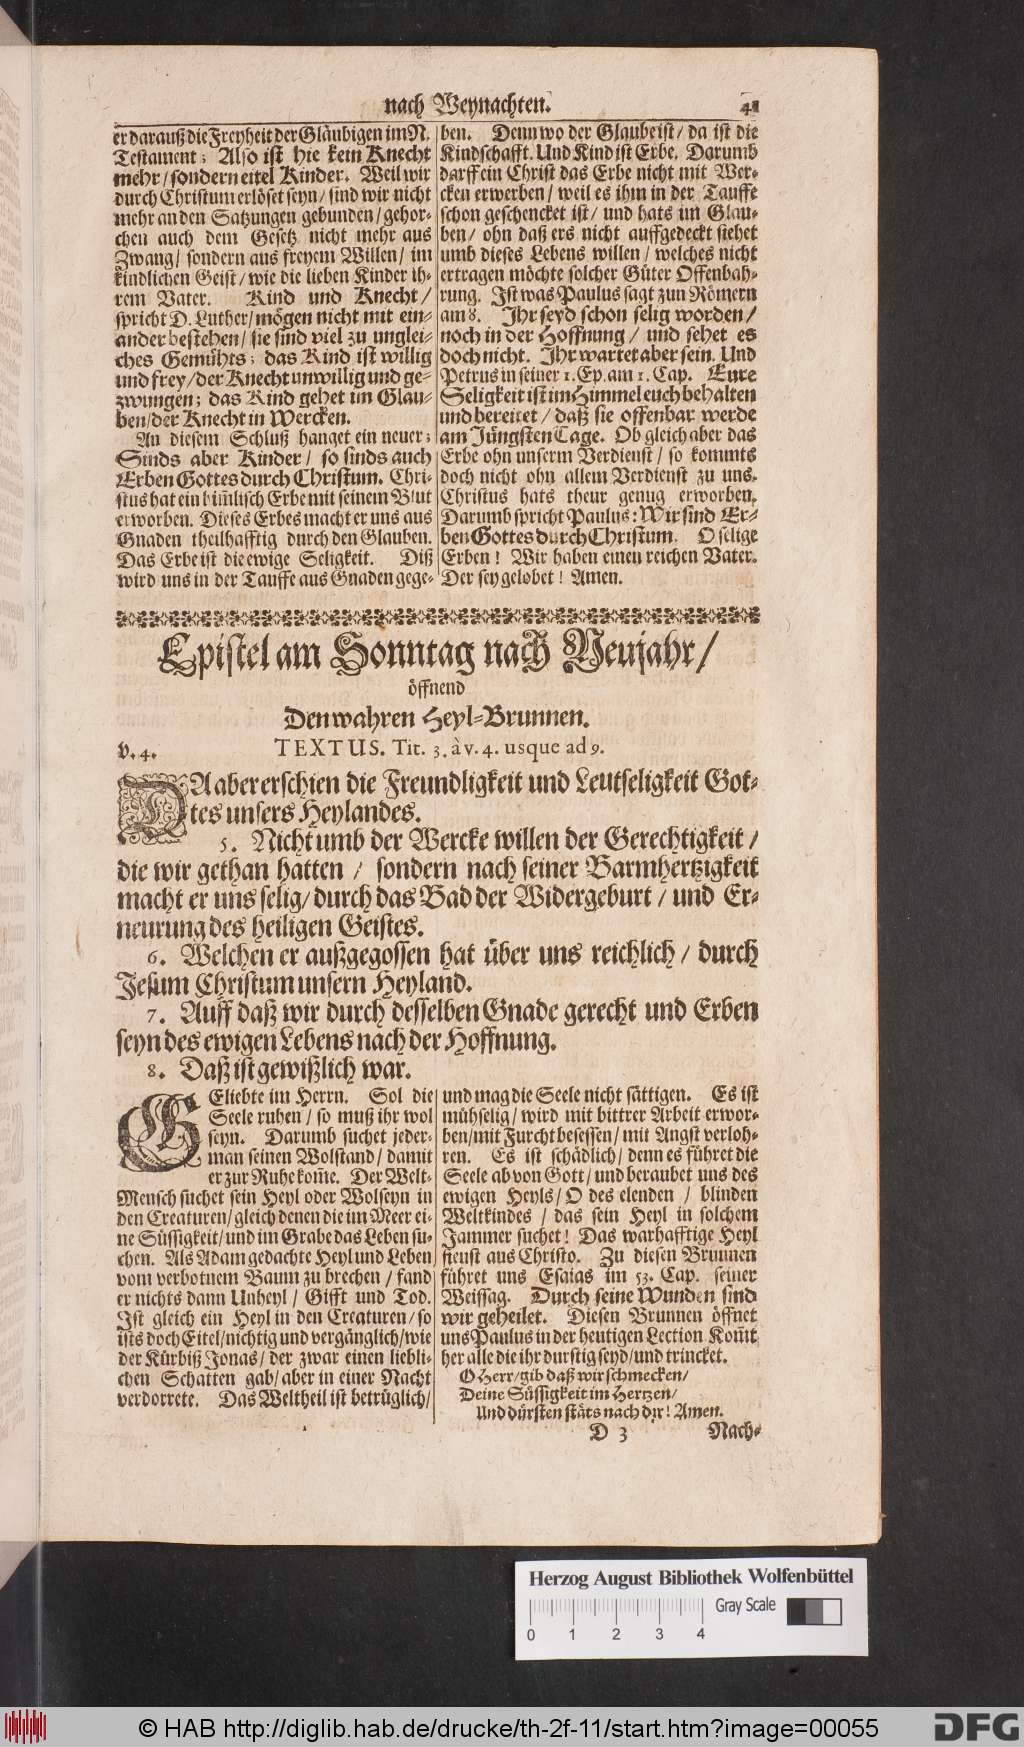 nach Weynachten. 41
er darauß die Freyheit der Gläubigen im N.
Testament; Also ist hie kein Knecht
mehr/ sondern eitel Kinder. Weil wir
durch Christum erlöset seyn/ sind wir nicht
mehr an den Satzungen gebunden/ gehor-
chen auch dem Gesetz nicht mehr aus
Zwang/ sondern aus freyem Willen/ im
kindlichen Geist/ wie die lieben Kinder ih-
rem Vater. Kind und Knecht/
spricht D. Luther/ mögen nicht mit ein-
ander bestehen/ sie sind viel zu unglei-
ches Gemühts; das Kind ist willig
und frey/ der Knecht unwillig und ge-
zwungen; das Kind gehet im Glau-
ben/ der Knecht in Wercken.
An diesem Schluß hanget ein neuer;
Sinds aber Kinder/ so sinds auch
Erben Gottes durch Christum. Chri-
stus hat ein him̃lisch Erbe mit seinem Blut
erworben. Dieses Erbes macht er uns aus
Gnaden theilhafftig durch den Glauben.
Das Erbe ist die ewige Seligkeit. Diß
wird uns in der Tauffe aus Gnaden gege-
ben. Denn wo der Glaube ist/ da ist die
Kindschafft. Und Kind ist Erbe. Darumb
darff ein Christ das Erbe nicht mit Wer-
cken erwerben/ weil es ihm in der Tauffe
schon geschencket ist/ und hats im Glau-
ben/ ohn daß ers nicht auffgedeckt siehet
umb dieses Lebens willen/ welches nicht
ertragen möchte solcher Güter Offenbah-
rung. Ist was Paulus sagt zun Römern
am 8. Ihr seyd schon selig worden/
noch in der Hoffnung/ und sehet es
doch nicht. Ihr wartet aber sein. Und
Petrus in seiner 1. Ep. am 1. Cap. Eure
Seligkeit ist im Himmel euch behalten
und bereitet/ daß sie offenbar werde
am Jüngsten Tage. Ob gleich aber das
Erbe ohn unserm Verdienst/ so kommts
doch nicht ohn allem Verdienst zu uns.
Christus hats theur genug erworben.
Darumb spricht Paulus: Wir sind Er-
ben Gottes durch Christum. O selige
Erben! Wir haben einen reichen Vater.
Der sey gelobet! Amen.
Epistel am Sonntag nach Neujahr/
öffnend
Den wahren Heyl-Brunnen.
v. 4. TEXTUS. Tit. 3. à v. 4. usque ad 9.
DA aber erschien die Freundligkeit und Leutseligkeit Got-
tes unsers Heylandes.
5. Nicht umb der Wercke willen der Gerechtigkeit/
die wir gethan hatten/ sondern nach seiner Barmhertzigkeit
macht er uns selig/ durch das Bad der Widergeburt/ und Er-
neurung des heiligen Geistes.
6. Welchen er außgegossen hat über uns reichlich/ durch
Jesum Christum unsern Heyland.
7. Auff daß wir durch desselben Gnade gerecht und Erben
seyn des ewigen Lebens nach der Hoffnung.
8. Daß ist gewißlich war.
GEliebte im Herrn. Sol die
Seele ruhen/ so muß ihr wol
seyn. Darumb suchet jeder-
man seinen Wolstand/ damit
er zur Ruhe kom̃e. Der Welt-
Mensch suchet sein Heyl oder Wolseyn in
den Creaturen/ gleich denen die im Meer ei-
ne Süssigkeit/ und im Grabe das Leben su-
chen. Als Adam gedachte Heyl und Leben
vom verbotnem Baum zu brechen/ fand
er nichts dann Unheyl/ Gifft und Tod.
Ist gleich ein Heyl in den Creaturen/ so
ists doch Eitel/ nichtig und vergänglich/ wie
der Kürbiß Jonas/ der zwar einen liebli-
chen Schatten gab/ aber in einer Nacht
verdorrete. Das Weltheil ist betrüglich/
und mag die Seele nicht sättigen. Es ist
mühselig/ wird mit bittrer Arbeit erwor-
ben/ mit Furcht besessen/ mit Angst verloh-
ren. Es ist schädlich/ denn es führet die
Seele ab von Gott/ und beraubet uns des
ewigen Heyls/ O des elenden/ blinden
Weltkindes/ das sein Heyl in solchem
Jammer suchet! Das warhafftige Heyl
fleust aus Christo. Zu diesen Brunnen
führet uns Esaias im 53. Cap. seiner
Weissag. Durch seine Wunden sind
wir geheilet. Diesen Brunnen öffnet
uns Paulus in der heutigen Lection Kom̃t
her alle die ihr durstig seyd/ und trincket.
O Herr/ gib daß wir schmecken/
Deine Süssigkeit im Hertzen/
Und dürsten stäts nach dir! Amen.
D 3 Nach-
Herzog August Bibliothek Wolfenbüttel
Gray Scale
0 1 2 3 4
© HAB http://diglib.hab.de/drucke/th-2f-11/start.htm?image=00055
DFG